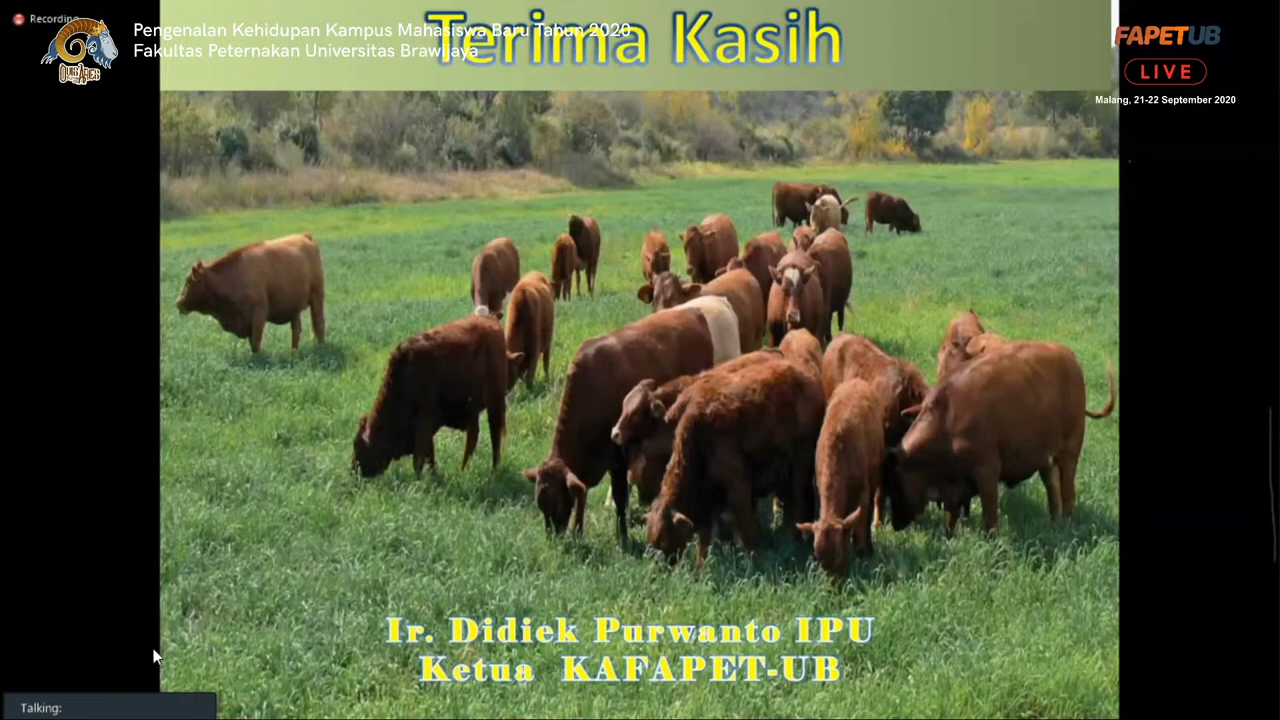 Recording
Pengenalan Kehidupan Kampus Mahasiswa Baru Tahun 2020
Fakultas Peternakan Universitas Brawijaya
Terima Kasih
FAPETUB
LIVE
Malang, 21-22 September 2020
Ir. Didiek Purwanto IPU
Ketua KAFAPET-UB
Talking: